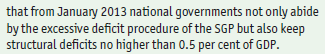 that from January 2013 national governments not only abide
by the excessive deficit procedure of the SGP but also keep
structural deficits no higher than 0.5 per cent of GDP.